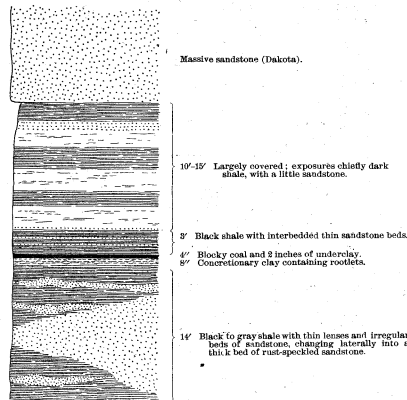 Massive sandstone (Dakota).
10′–15′ Largely covered; exposures chiefly dark
shale, with a little sandstone.
3′ Black shale with interbedded thin sandstone beds.
4″ Blocky coal and 2 inches of underclay.
8″ Concretionary clay containing rootlets.
14′ Black to gray shale with thin lenses and irregular
beds of sandstone, changing laterally into a
thick bed of rust-speckled sandstone.